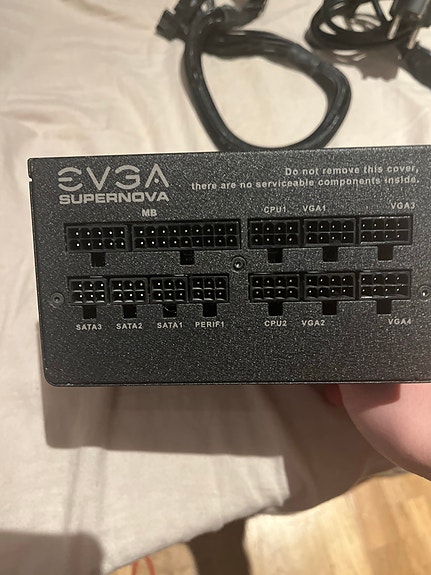 EVGA
SUPERNOVA
Do not remove this cover,
there are no serviceable components inside.
MB
CPU1 VGA1 VGA3
SATA3 SATA2 SATA1 PERIF1 CPU2 VGA2 VGA4